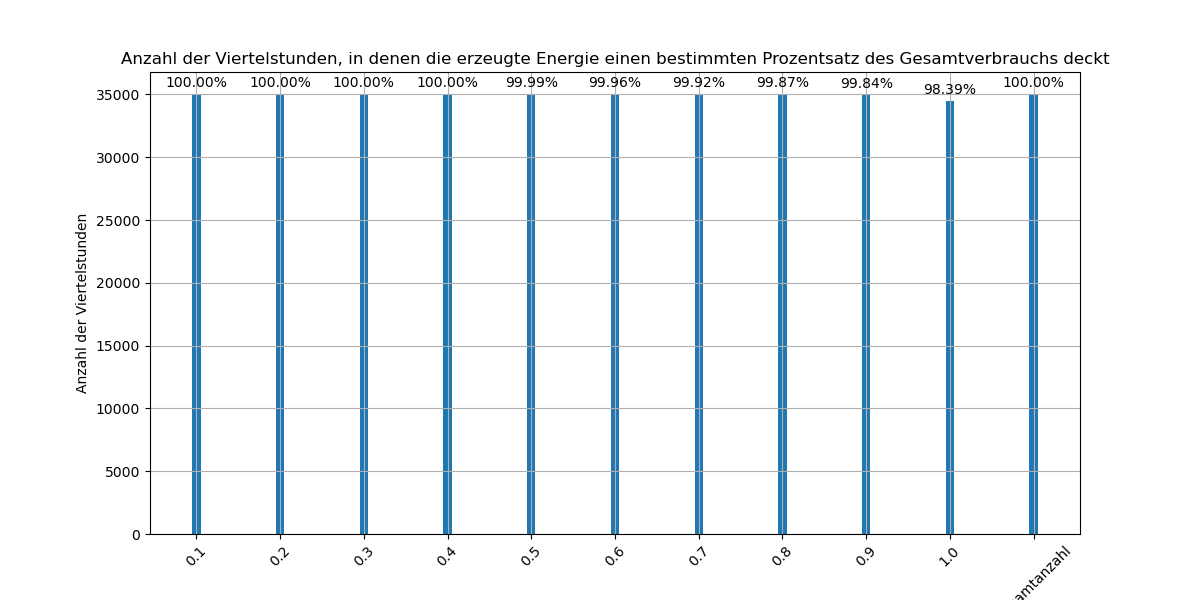 Anzahl der Viertelstunden, in denen die erzeugte Energie einen bestimmten Prozentsatz des Gesamtverbrauchs deckt
100.00% 100.00% 100.00% 100.00% 99.99% 99.96% 99.92% 99.87% 99.84% 98.39% 100.00%
35000
30000
25000
20000
15000
10000
5000
0
Anzahl der Viertelstunden
0.1 0.2 0.3 0.4 0.5 0.6 0.7 0.8 0.9 1.0 amtanzahl